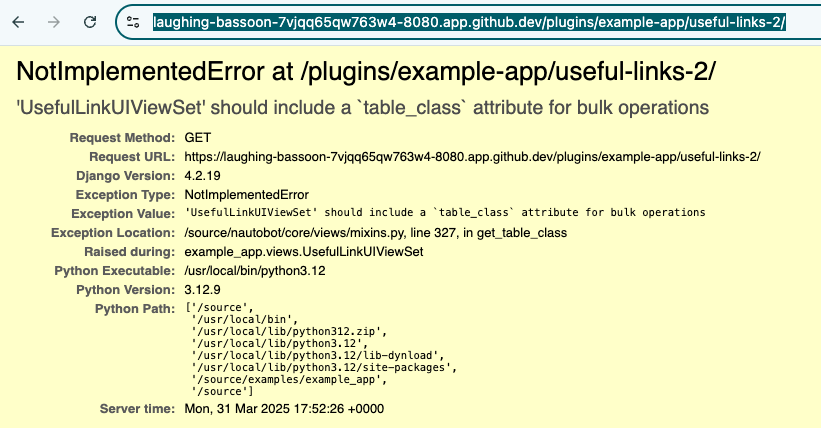 laughing-bassoon-7vjqq65qw763w4-8080.app.github.dev/plugins/example-app/useful-links-2/
NotImplementedError at /plugins/example-app/useful-links-2/
'UsefulLinkUIViewSet' should include a `table_class` attribute for bulk operations
Request Method: GET
Request URL: https://laughing-bassoon-7vjqq65qw763w4-8080.app.github.dev/plugins/example-app/useful-links-2/
Django Version: 4.2.19
Exception Type: NotImplementedError
Exception Value: 'UsefulLinkUIViewSet' should include a `table_class` attribute for bulk operations
Exception Location: /source/nautobot/core/views/mixins.py, line 327, in get_table_class
Raised during: example_app.views.UsefulLinkUIViewSet
Python Executable: /usr/local/bin/python3.12
Python Version: 3.12.9
Python Path: ['/source',
'/usr/local/bin',
'/usr/local/lib/python312.zip',
'/usr/local/lib/python3.12',
'/usr/local/lib/python3.12/lib-dynload',
'/usr/local/lib/python3.12/site-packages',
'/source/examples/example_app',
'/source']
Server time: Mon, 31 Mar 2025 17:52:26 +0000